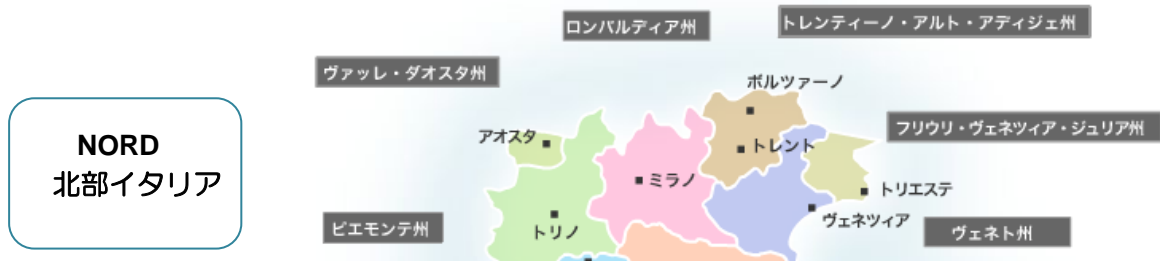 ロンバルディア州
トレンティーノ・アルト・アディジェ州
ヴァッレ・ダオスタ州
ボルツァーノ
フリウリ・ヴェネツィア・ジュリア州
アオスタ
NORD
北部イタリア
トレント
ミラノ
トリエステ
ヴェネツィア
ピエモンテ州
トリノ
ヴェネト州